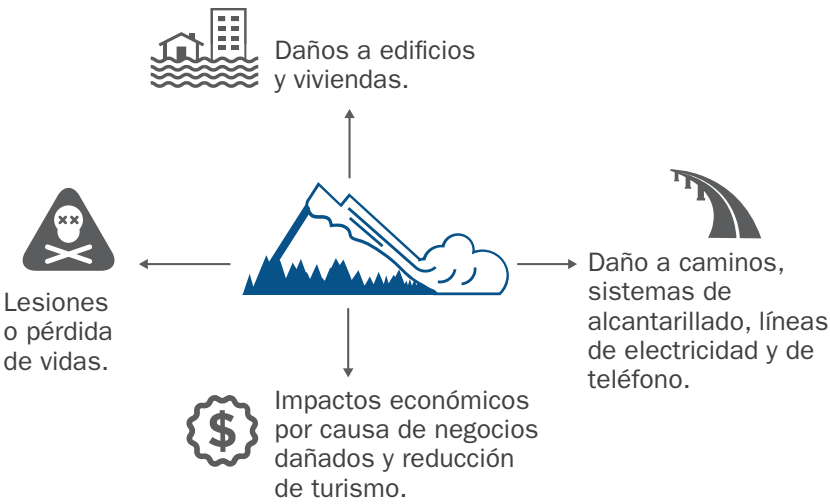 Daños a edificios
y viviendas.
Lesiones
o pérdida
de vidas.
Daño a caminos,
sistemas de
alcantarillado, líneas
de electricidad y de
teléfono.
$
Impactos económicos
por causa de negocios
dañados y reducción
de turismo.